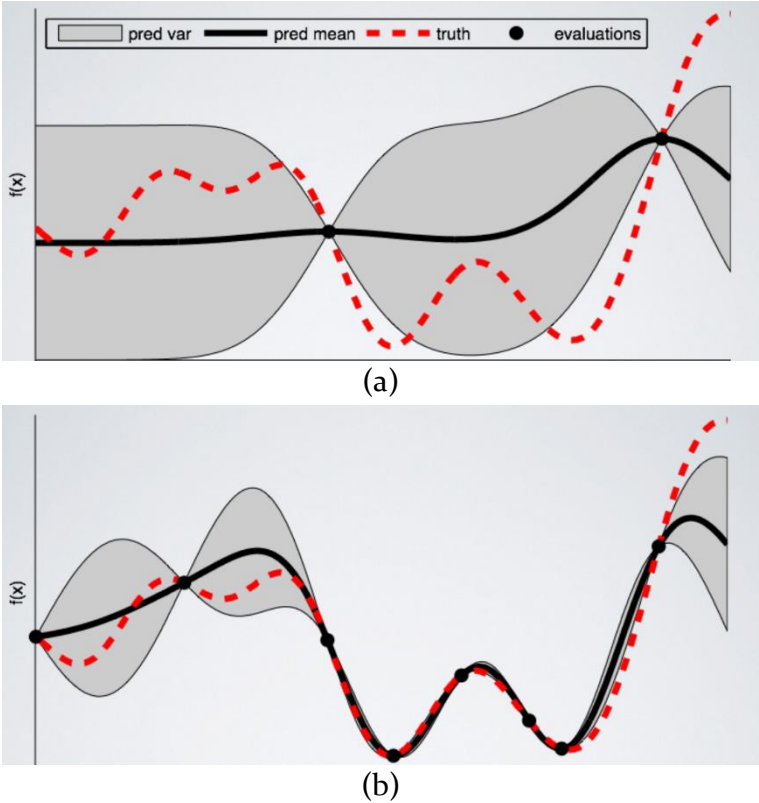 pred var pred mean truth evaluations
f(x)
(a)
f(x)
(b)